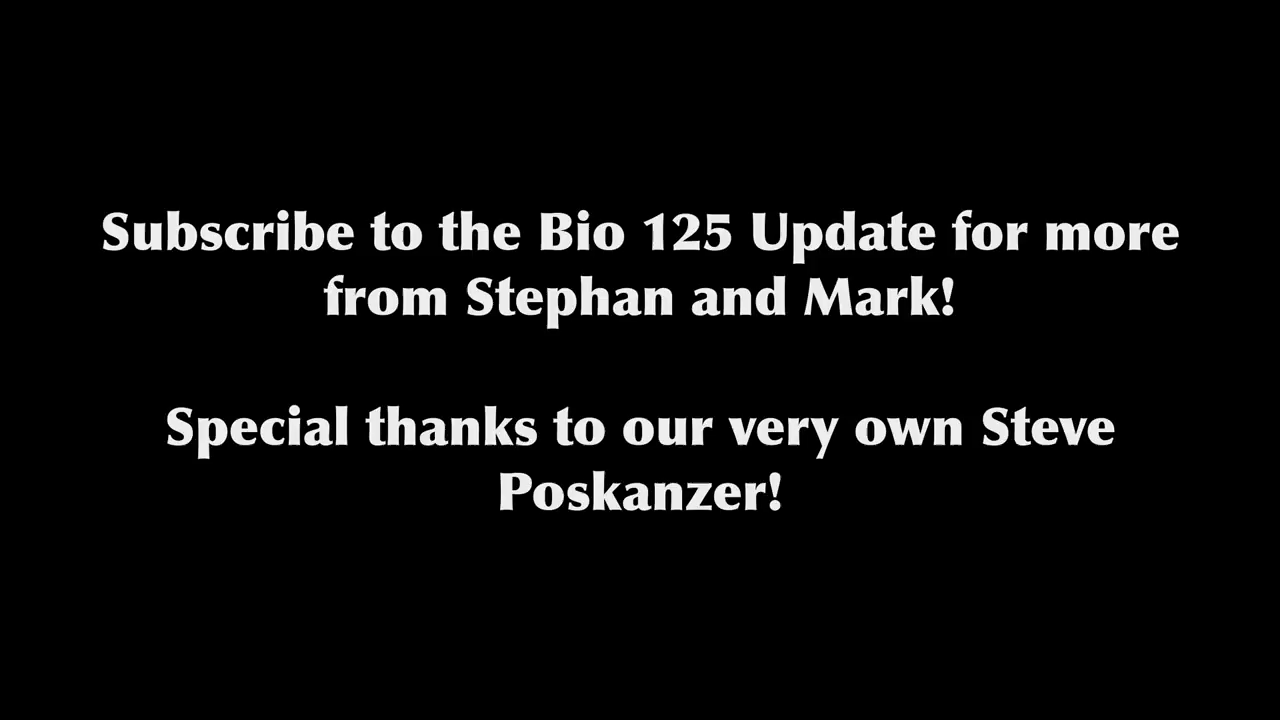 Subscribe to the Bio 125 Update for more
from Stephan and Mark!
Special thanks to our very own Steve
Poskanzer!